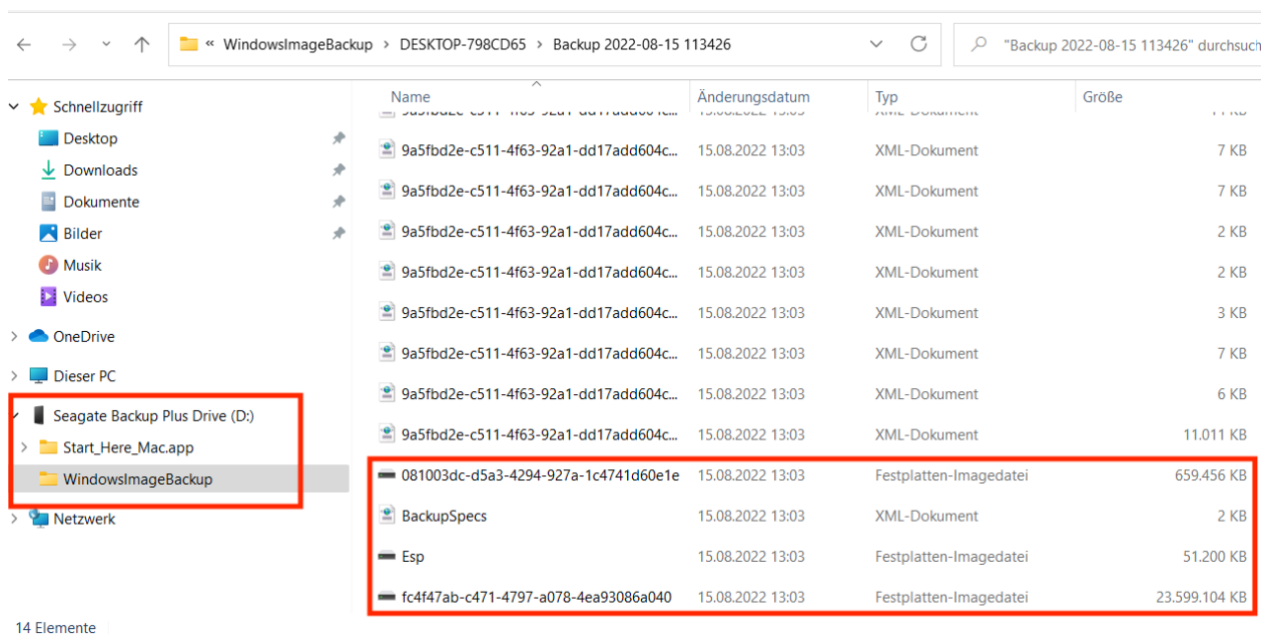 « WindowsImageBackup > DESKTOP-798CD65 > Backup 2022-08-15 113426
"Backup 2022-08-15 113426" durchsuch
Schnellzugriff
Desktop
Downloads
Dokumente
Bilder
Musik
Videos
OneDrive
Dieser PC
Seagate Backup Plus Drive (D:)
Start_Here_Mac.app
WindowsImageBackup
Netzwerk
Name Änderungsdatum Typ Größe
9a5fbd2e-c511-4f63-92a1-dd17add604c... 15.08.2022 13:03 XML-Dokument 7 KB
9a5fbd2e-c511-4f63-92a1-dd17add604c... 15.08.2022 13:03 XML-Dokument 7 KB
9a5fbd2e-c511-4f63-92a1-dd17add604c... 15.08.2022 13:03 XML-Dokument 2 KB
9a5fbd2e-c511-4f63-92a1-dd17add604c... 15.08.2022 13:03 XML-Dokument 2 KB
9a5fbd2e-c511-4f63-92a1-dd17add604c... 15.08.2022 13:03 XML-Dokument 3 KB
9a5fbd2e-c511-4f63-92a1-dd17add604c... 15.08.2022 13:03 XML-Dokument 7 KB
9a5fbd2e-c511-4f63-92a1-dd17add604c... 15.08.2022 13:03 XML-Dokument 6 KB
9a5fbd2e-c511-4f63-92a1-dd17add604c... 15.08.2022 13:03 XML-Dokument 11.011 KB
081003dc-d5a3-4294-927a-1c4741d60e1e 15.08.2022 13:03 Festplatten-Imagedatei 659.456 KB
BackupSpecs 15.08.2022 13:03 XML-Dokument 2 KB
Esp 15.08.2022 13:03 Festplatten-Imagedatei 51.200 KB
fc4f47ab-c471-4797-a078-4ea93086a040 15.08.2022 13:03 Festplatten-Imagedatei 23.599.104 KB
14 Elemente